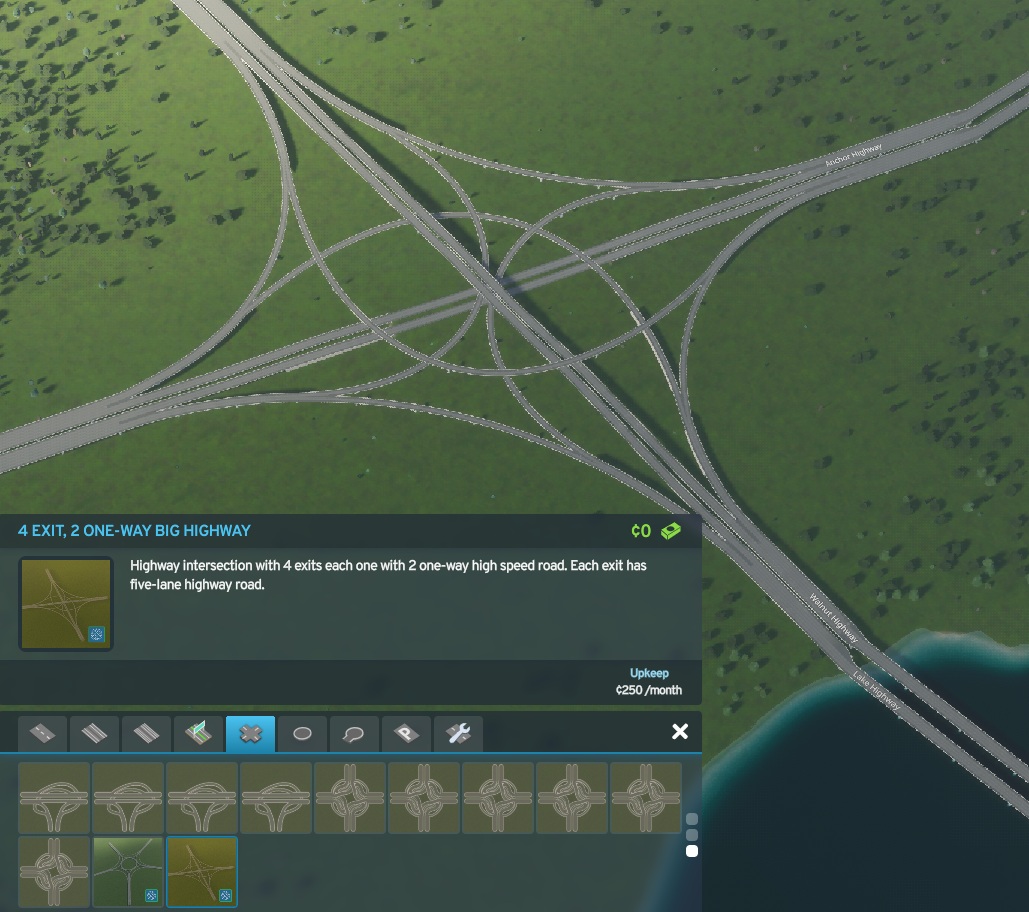 Anchor Highway
4 EXIT, 2 ONE-WAY BIG HIGHWAY
¢0
Highway intersection with 4 exits each one with 2 one-way high speed road. Each exit has
five-lane highway road.
Walnut Highway
Lake Highway
Upkeep
¢250 /month
P